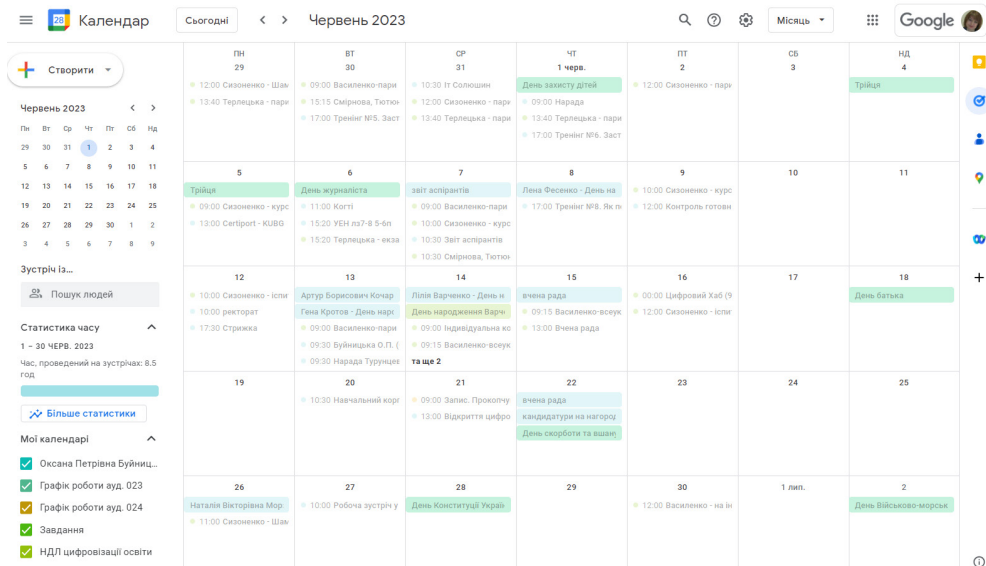 28 Календар Сьогодні Червень 2023 Місяць Google
Створити
Червень 2023
Пн Вт Ср Чт Пт Сб Нд
29 30 31 1 2 3 4
5 6 7 8 9 10 11
12 13 14 15 16 17 18
19 20 21 22 23 24 25
26 27 28 29 30 1 2
3 4 5 6 7 8 9
Зустріч із…
Пошук людей
Статистика часу
1 – 30 ЧЕРВ. 2023
Час, проведений на зустрічах: 8.5
год
Більше статистики
Мої календарі
Оксана Петрівна Буйниц...
Графік роботи ауд. 023
Графік роботи ауд. 024
Завдання
НДЛ цифровізації освіти
ПН ВТ СР ЧТ ПТ СБ НД
29 30 31 1 черв. 2 3 4
12:00 Сизоненко - Шам
13:40 Терлецька - пари
09:00 Василенко-пари
15:15 Смірнова, Тютюн
17:00 Тренінг №5. Заст
10:30 Іт Солюшин
12:00 Сизоненко - пари
13:40 Терлецька - пари
День захисту дітей
09:00 Нарада
13:40 Терлецька - пари
17:00 Тренінг №6. Заст
12:00 Сизоненко - пари
Трійця
5 6 7 8 9 10 11
Трійця
09:00 Сизоненко - курс
13:00 Certiport - KUBG
День журналіста
11:00 Когті
15:20 УЕН лз7-8 5-6п
15:20 Терлецька - екза
звіт аспірантів
09:00 Василенко-пари
10:00 Сизоненко - курс
10:30 Звіт аспірантів
10:30 Смірнова, Тютюн
Лена Фесенко - День на
17:00 Тренінг №8. Як п
10:00 Сизоненко - курс
12:00 Контроль готовн
12 13 14 15 16 17 18
10:00 Сизоненко - іспи
10:00 ректорат
17:30 Стрижка
Артур Борисович Кочар
Гена Кротов - День нар
09:00 Василенко-пари
09:30 Буйницька О.П. (
09:30 Нарада Турунцев
Лілія Варченко - День н
День народження Варч
09:00 Індивідуальна ко
09:15 Василенко-всеук
та ще 2
вчена рада
09:15 Василенко-всеук
13:00 Вчена рада
00:00 Цифровий Хаб (9
12:00 Сизоненко - іспи
День батька
19 20 21 22 23 24 25
10:30 Навчальний корп
09:00 Запис. Прокопчу
13:00 Відкриття цифро
вчена рада
кандидатури на нагород
День скорботи та вшану
26 27 28 29 30 1 лип. 2
Наталія Вікторівна Мор
11:00 Сизоненко - Шам
10:00 Робоча зустріч у
День Конституції Украї
12:00 Василенко - на ін
День Військово-морськ